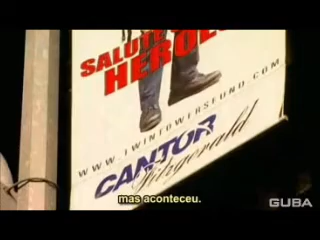 SALUTE
HEROE
WWW.TWINTOWERSFUND.COM
CANTOR
Fitzgerald
mas aconteceu.
GUBA